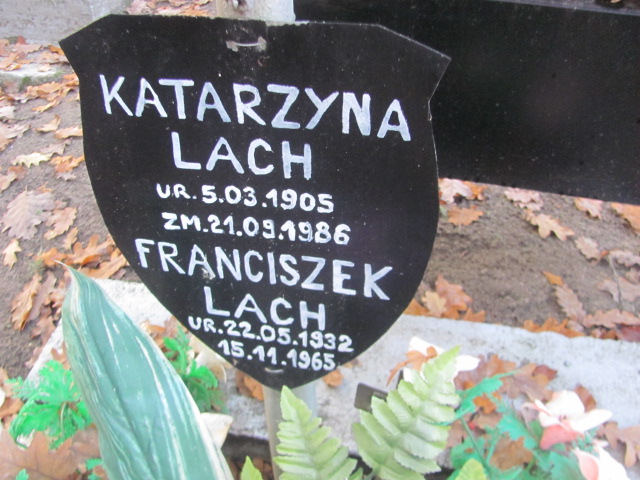 KATARZYNA
LACH
UR. 5.03.1905
ZM. 21.09.1986
FRANCISZEK
LACH
UR. 22.05.1932
15.11.1965